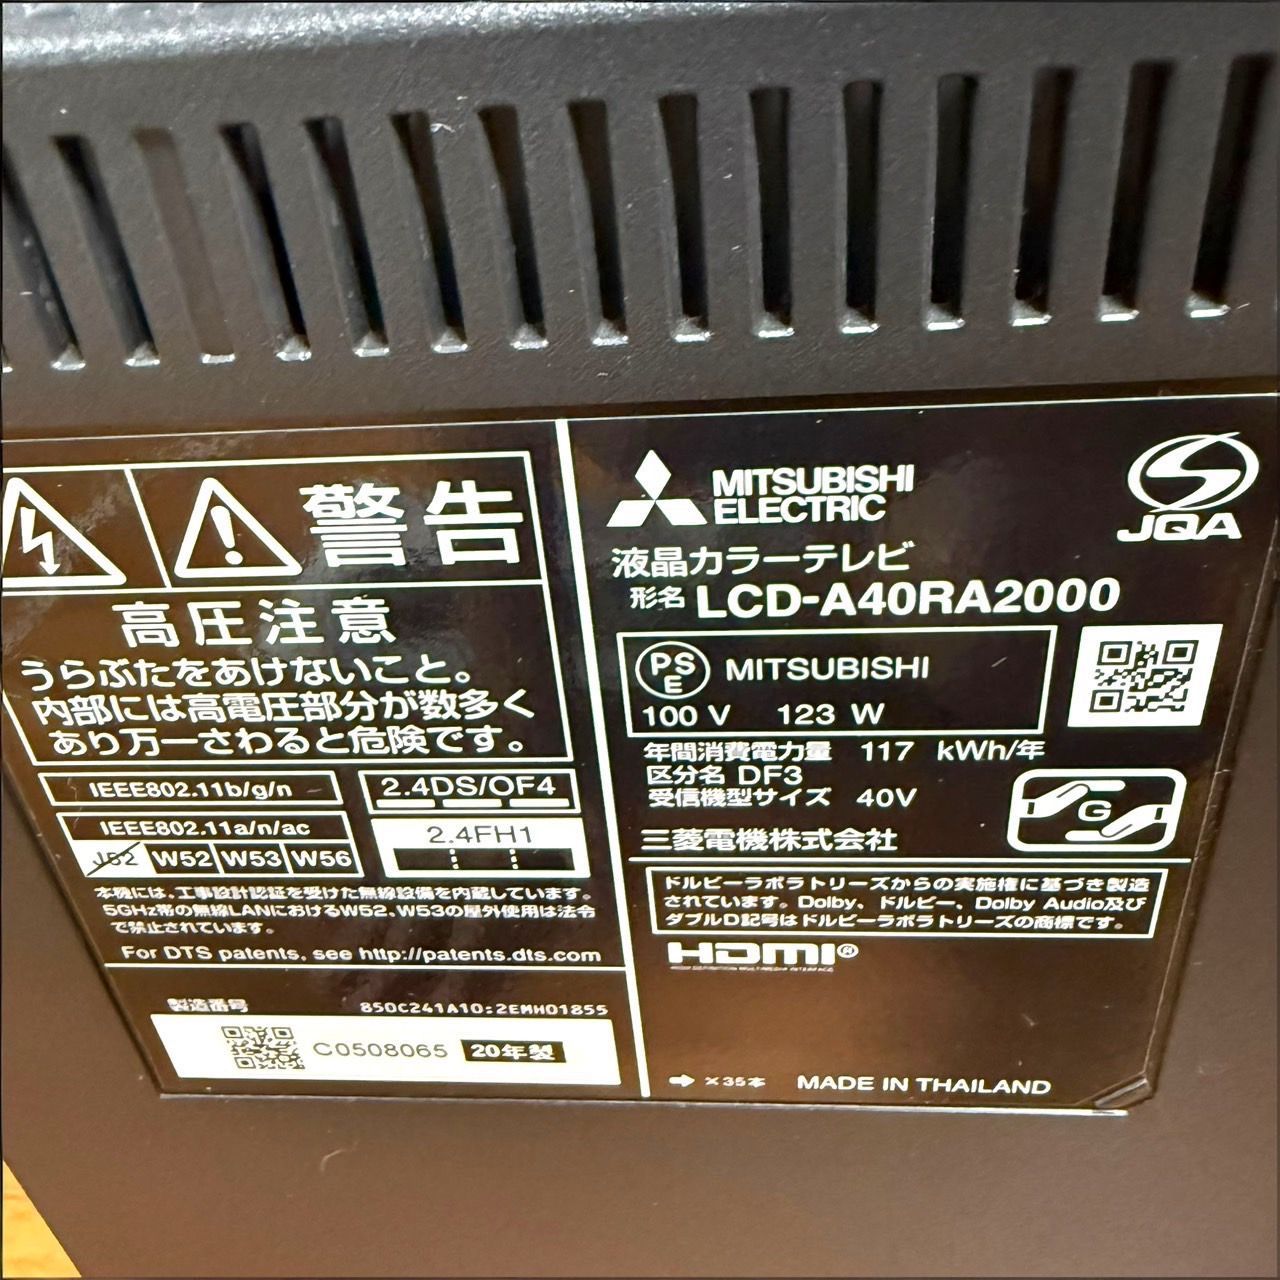 警告
高圧注意
うらぶたをあけないこと。
内部には高電圧部分が数多く
あり万一さわると危険です。
IEEE802.11b/g/n
2.4DS/OF4
IEEE802.11a/n/ac
J52 W52 W53 W56
2.4FH1
本機には、工事設計認証を受けた無線設備を内蔵しています。
5GHz帯の無線LANにおけるW52、W53の屋外使用は法令
で禁止されています。
For DTS patents, see http://patents.dts.com
製造番号 850C241A10:2EMH01855
C0508065 20年製
MITSUBISHI
ELECTRIC
JQA
液晶カラーテレビ
形名 LCD-A40RA2000
PS
E
MITSUBISHI
100 V 123 W
年間消費電力量 117 kWh/年
区分名 DF3
受信機型サイズ 40V
G
三菱電機株式会社
ドルビーラボラトリーズからの実施権に基づき製造
されています。Dolby、ドルビー、Dolby Audio及び
ダブルD記号はドルビーラボラトリーズの商標です。
HDMI®
HIGH DEFINITION MULTIMEDIA INTERFACE
➡ ×35本 MADE IN THAILAND